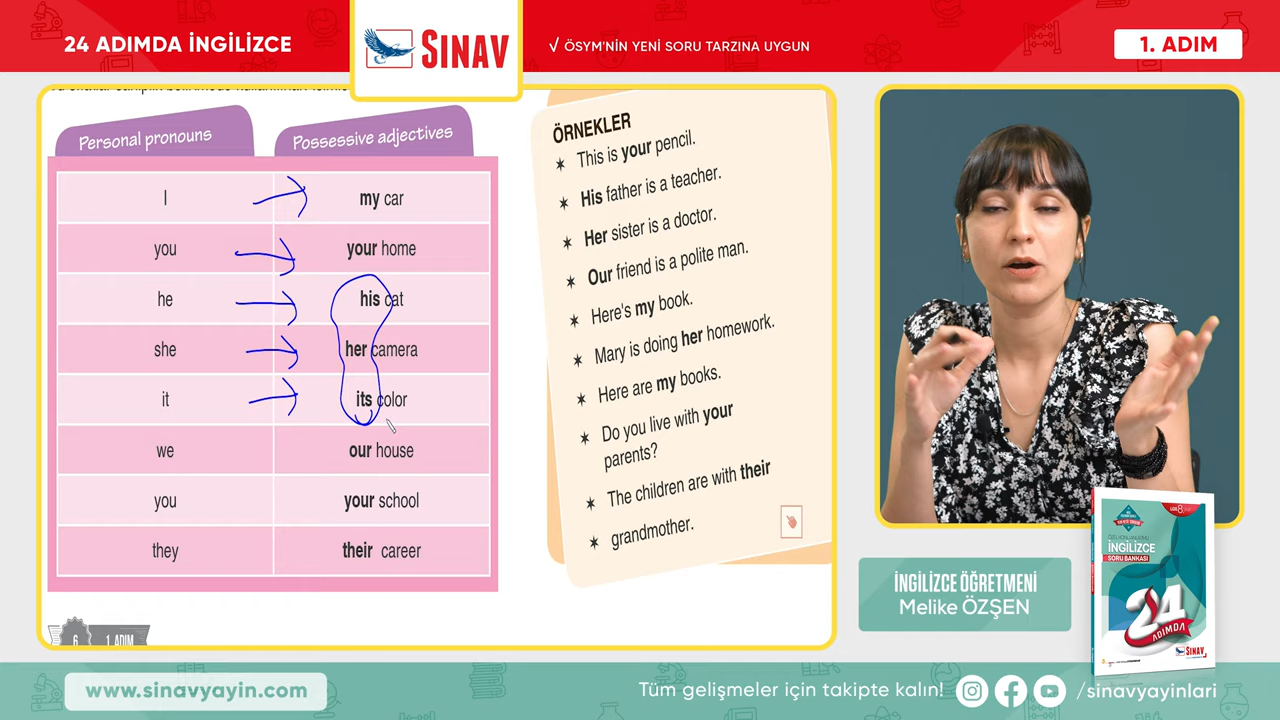 24 ADIMDA İNGİLİZCE
SINAV
√ ÖSYM'NİN YENİ SORU TARZINA UYGUN
1. ADIM
Personal pronouns
Possessive adjectives
I
my car
you
your home
he
his cat
she
her camera
it
its color
we
our house
you
your school
they
their career
6
1. ADIM
ÖRNEKLER
✶ This is your pencil.
✶ His father is a teacher.
✶ Her sister is a doctor.
✶ Our friend is a polite man.
✶ Here's my book.
✶ Mary is doing her homework.
✶ Here are my books.
✶ Do you live with your
parents?
✶ The children are with their
✶ grandmother.
İNGİLİZCE ÖĞRETMENİ
Melike ÖZŞEN
İNGİLİZCE
SORU BANKASI
24
ADIMDA
SINAV
www.sinavyayin.com
Tüm gelişmeler için takipte kalın!
/sinavyayinlari